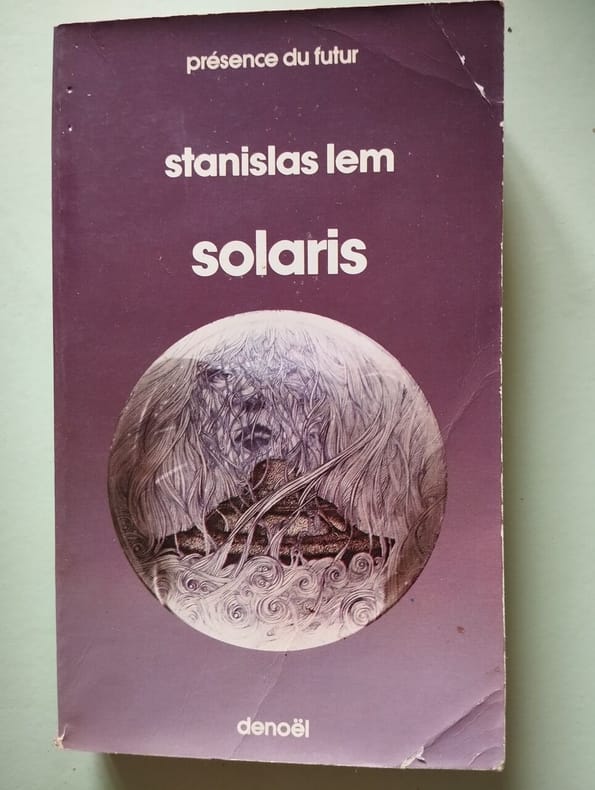 présence du futur
stanislas lem
solaris
denoël